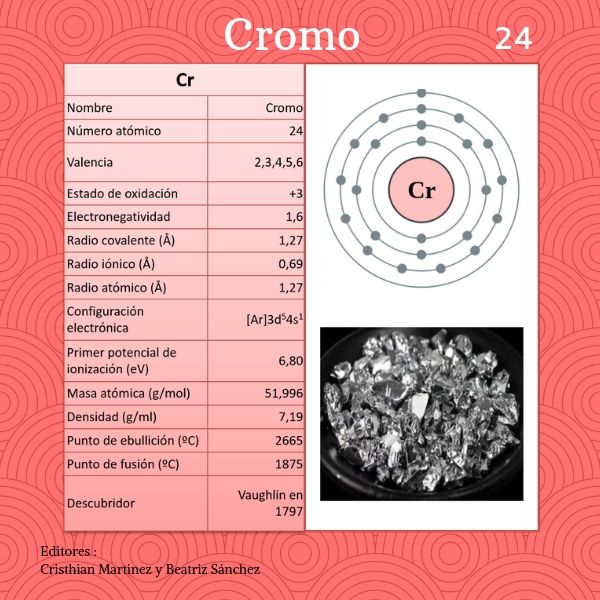 Cromo 24
Cr
Nombre Cromo
Número atómico 24
Valencia 2,3,4,5,6
Estado de oxidación +3
Electronegatividad 1,6
Radio covalente (Å) 1,27
Radio iónico (Å) 0,69
Radio atómico (Å) 1,27
Configuración
electrónica [Ar]3d⁵4s¹
Primer potencial de
ionización (eV) 6,80
Masa atómica (g/mol) 51,996
Densidad (g/ml) 7,19
Punto de ebullición (ºC) 2665
Punto de fusión (ºC) 1875
Descubridor Vaughlin en
1797
Cr
Editores :
Cristhian Martinez y Beatriz Sánchez